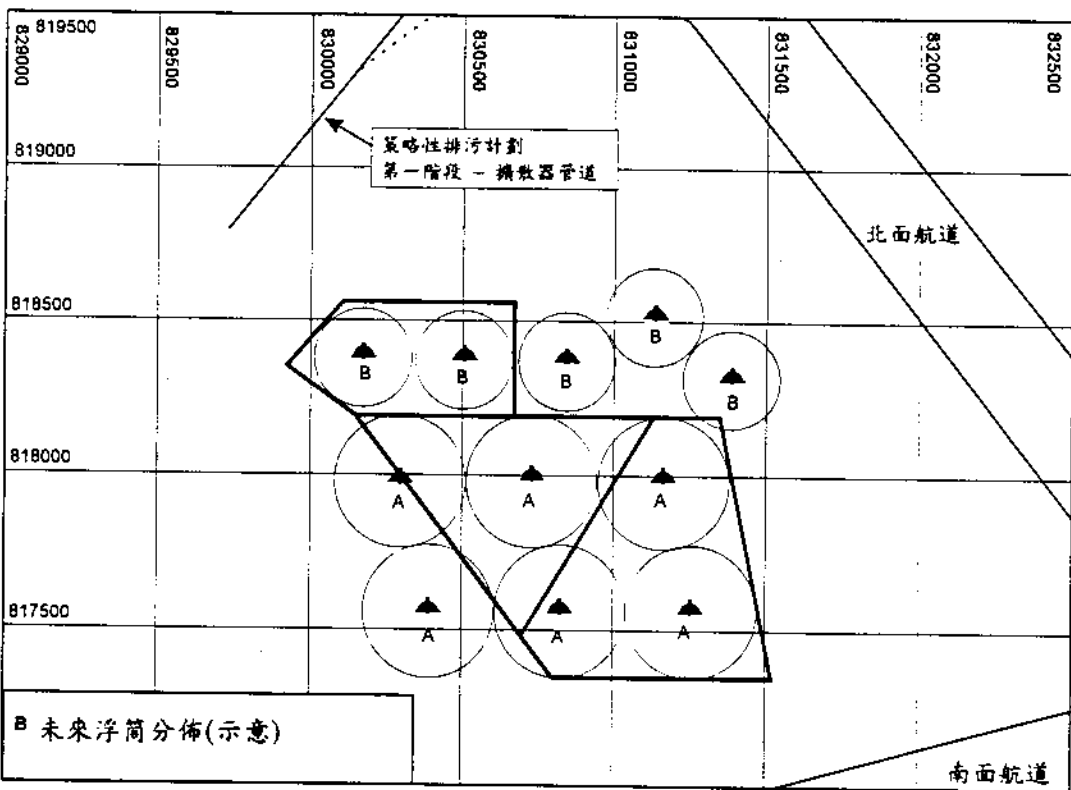 819500
829000
829500
830000
830500
831000
831500
832000
832500
策略性排污計劃
第一階段 - 擴散器管道
819000
北面航道
818500
B
B
B
B
B
818000
A
A
A
817500
A
A
A
B 未來浮筒分佈(示意)
南面航道